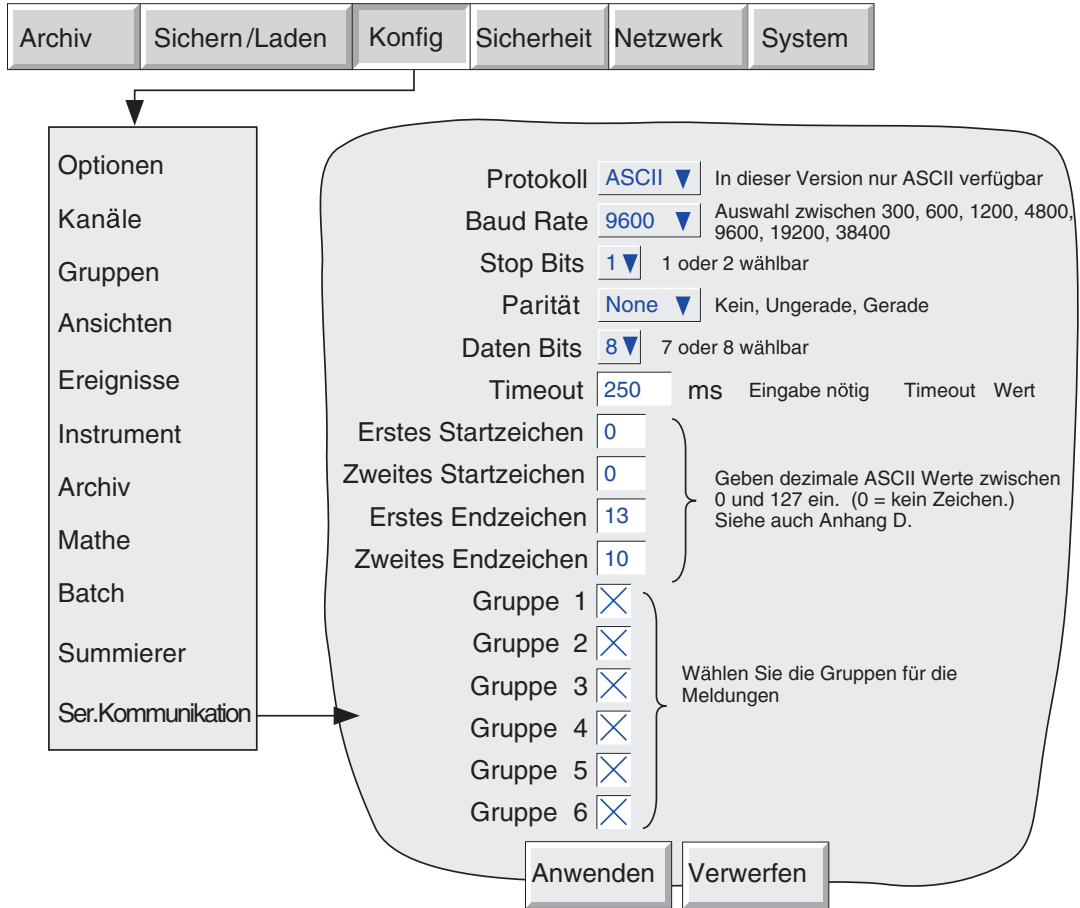 Archiv Sichern/Laden Konfig Sicherheit Netzwerk System
Optionen
Kanäle
Gruppen
Ansichten
Ereignisse
Instrument
Archiv
Mathe
Batch
Summierer
Ser.Kommunikation
Protokoll ASCII In dieser Version nur ASCII verfügbar
Baud Rate 9600 Auswahl zwischen 300, 600, 1200, 4800,
9600, 19200, 38400
Stop Bits 1 1 oder 2 wählbar
Parität None Kein, Ungerade, Gerade
Daten Bits 8 7 oder 8 wählbar
Timeout 250 ms Eingabe nötig Timeout Wert
Erstes Startzeichen 0
Zweites Startzeichen 0
Erstes Endzeichen 13
Zweites Endzeichen 10
Geben dezimale ASCII Werte zwischen
0 und 127 ein. (0 = kein Zeichen.)
Siehe auch Anhang D.
Gruppe 1
Gruppe 2
Gruppe 3
Gruppe 4
Gruppe 5
Gruppe 6
Wählen Sie die Gruppen für die
Meldungen
Anwenden Verwerfen